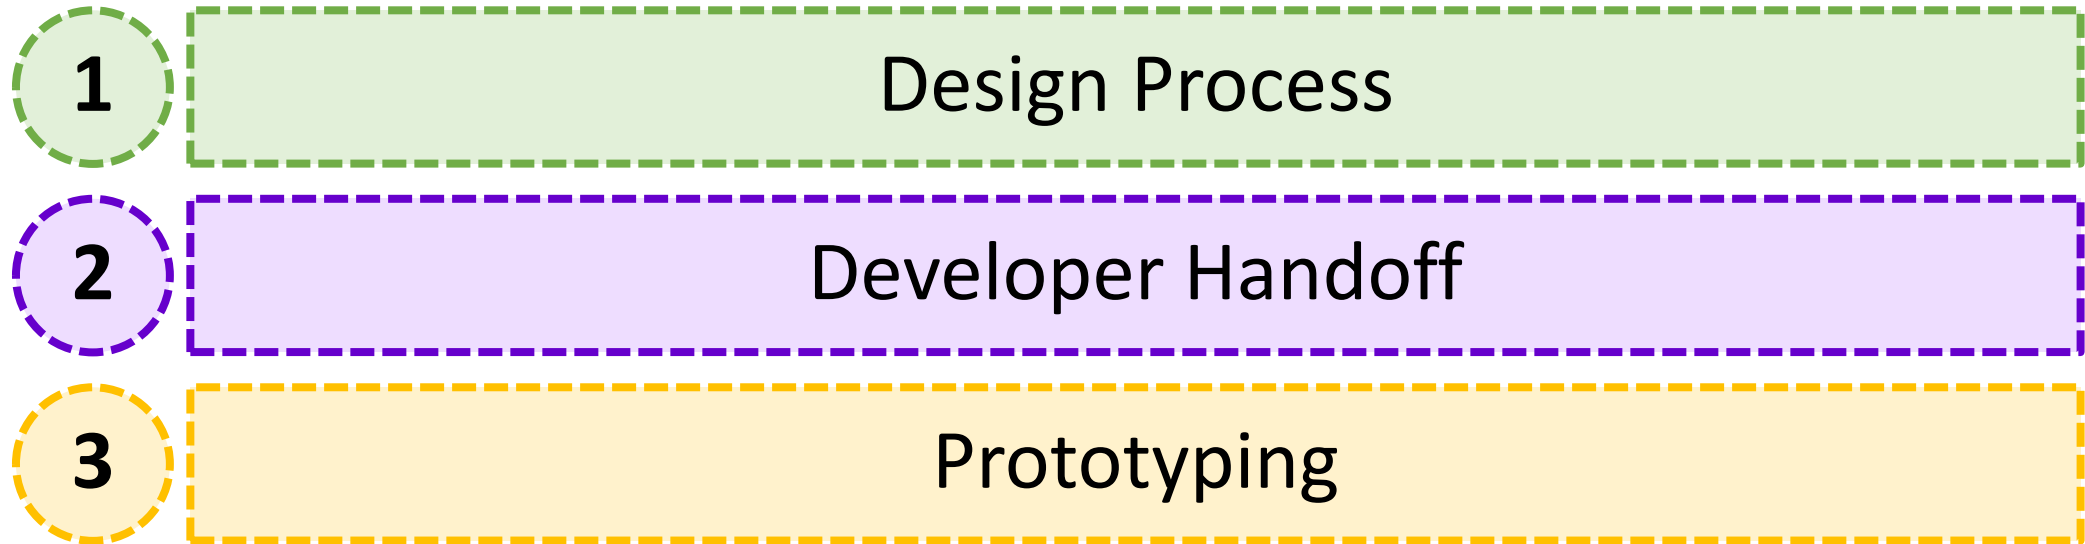 1 Design Process
2 Developer Handoff
3 Prototyping